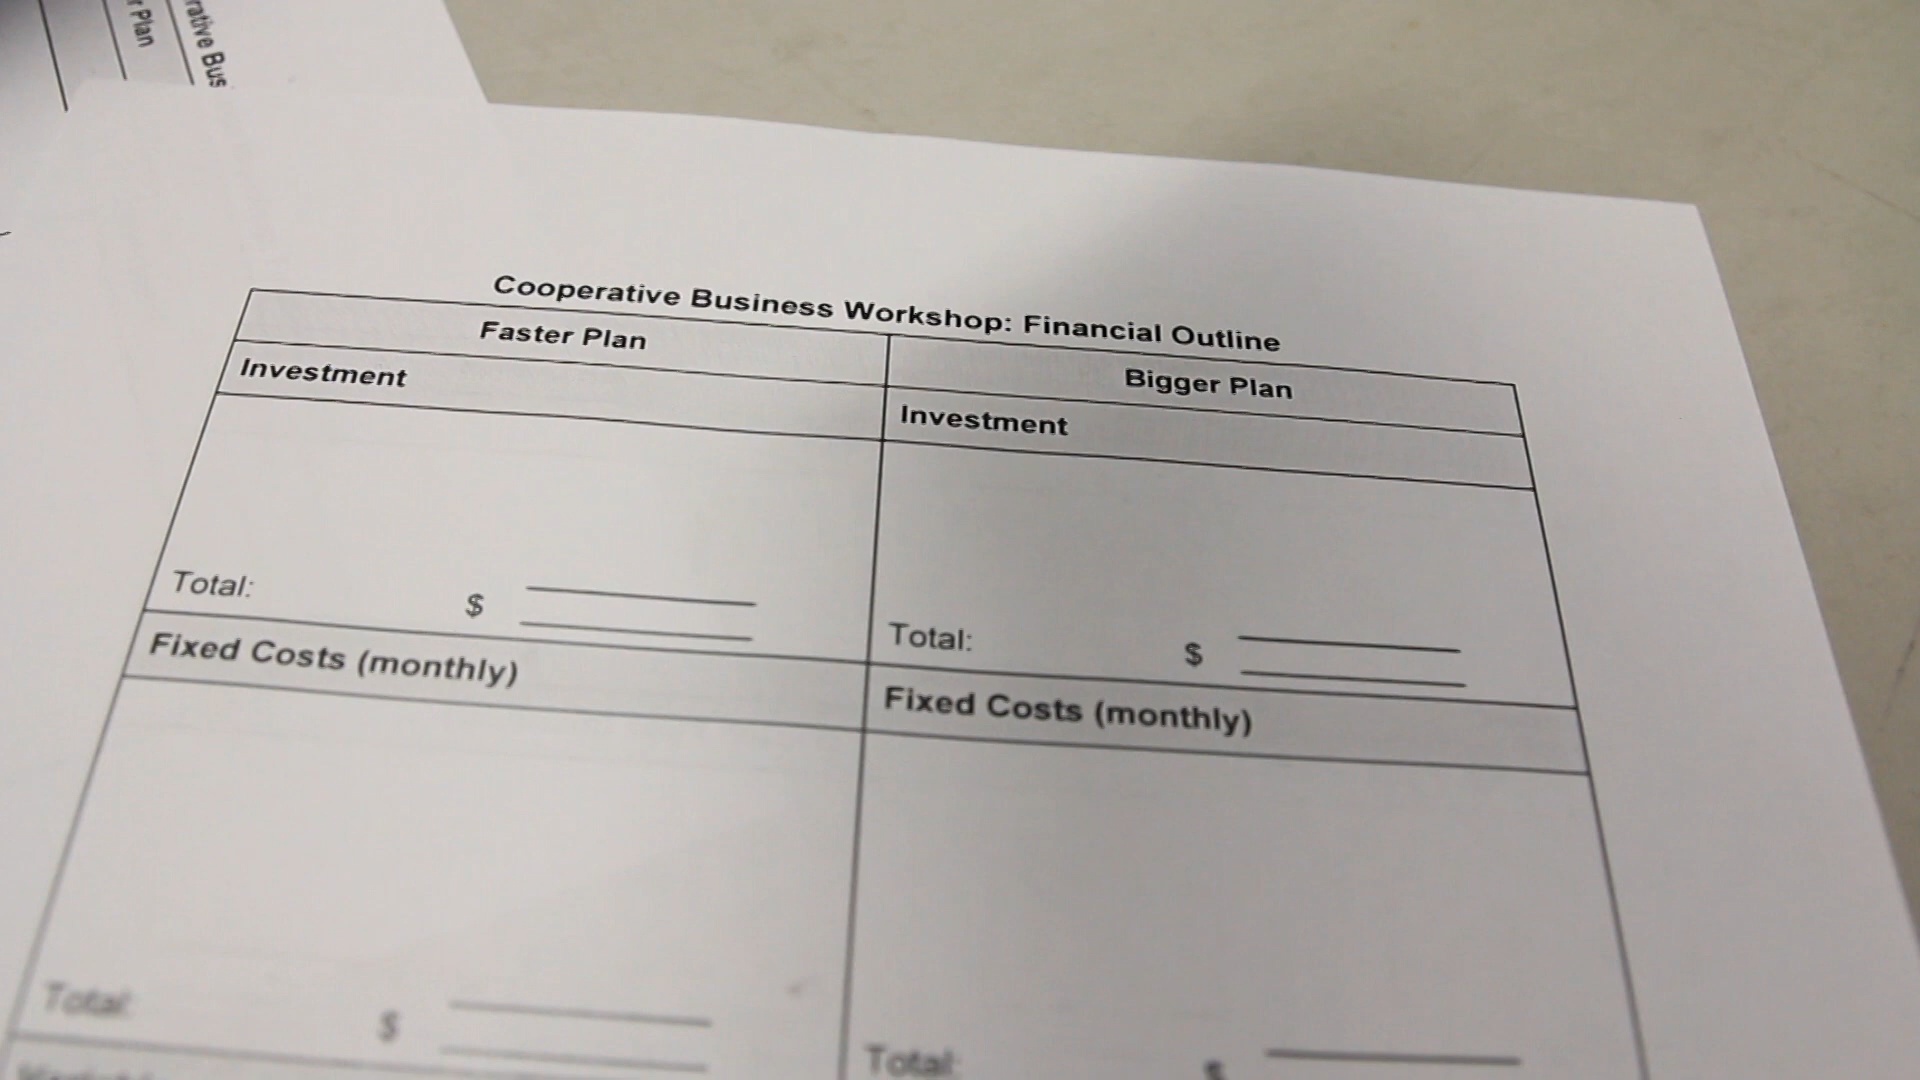 rative Bus
r Plan
Cooperative Business Workshop: Financial Outline
Faster Plan
Bigger Plan
Investment
Investment
Total: $
Total: $
Fixed Costs (monthly)
Fixed Costs (monthly)
Total: $
Total: $